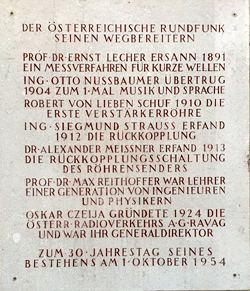 DER ÖSTERREICHISCHE RUNDFUNK
SEINEN WEGBEREITERN
PROF·DR·ERNST LECHER ERSANN 1891
EIN MESSVERFAHREN FÜR KURZE WELLEN
ING·OTTO NUSSBAUMER ÜBERTRUG
1904 ZUM 1·MAL MUSIK UND SPRACHE
ROBERT VON LIEBEN SCHUF 1910 DIE
ERSTE VERSTÄRKERRÖHRE
ING·SIEGMUND STRAUSS ERFAND
1912 DIE RÜCKKOPPLUNG
DR·ALEXANDER MEISSNER ERFAND 1913
DIE RÜCKKOPPLUNGSSCHALTUNG
DES RÖHRENSENDERS
PROF·DR·MAX REITHOFFER WAR LEHRER
EINER GENERATION VON INGENIEUREN
UND PHYSIKERN
OSKAR CZEIJA GRÜNDETE 1924 DIE
ÖSTERR·RADIOVERKEHRS A·G·RAVAG
UND WAR IHR GENERALDIREKTOR
ZUM 30·JAHRESTAG SEINES
BESTEHENS AM 1·OKTOBER 1954